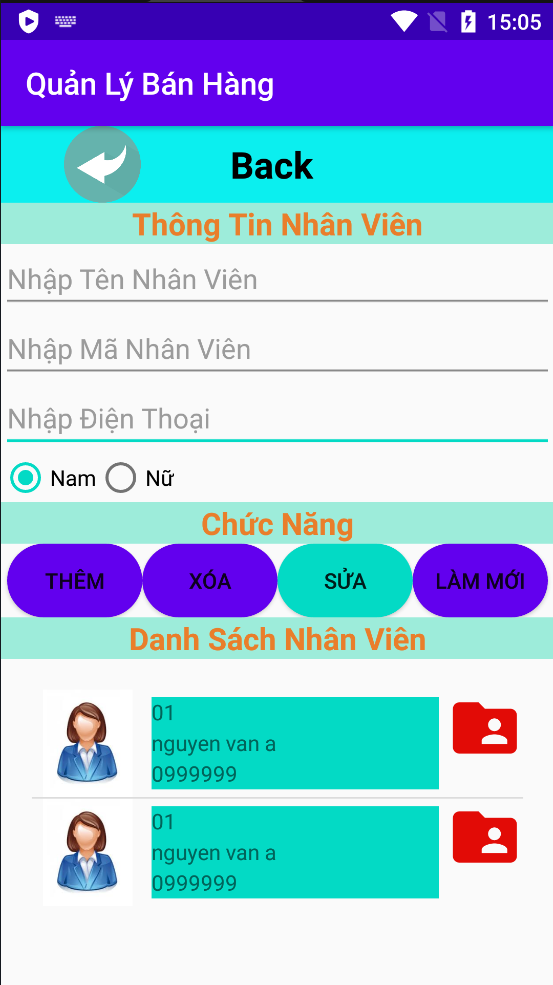 15:05
Quản Lý Bán Hàng
Back
Thông Tin Nhân Viên
Nhập Tên Nhân Viên
Nhập Mã Nhân Viên
Nhập Điện Thoại
Nam Nữ
Chức Năng
THÊM XÓA SỬA LÀM MỚI
Danh Sách Nhân Viên
01
nguyen van a
0999999
01
nguyen van a
0999999